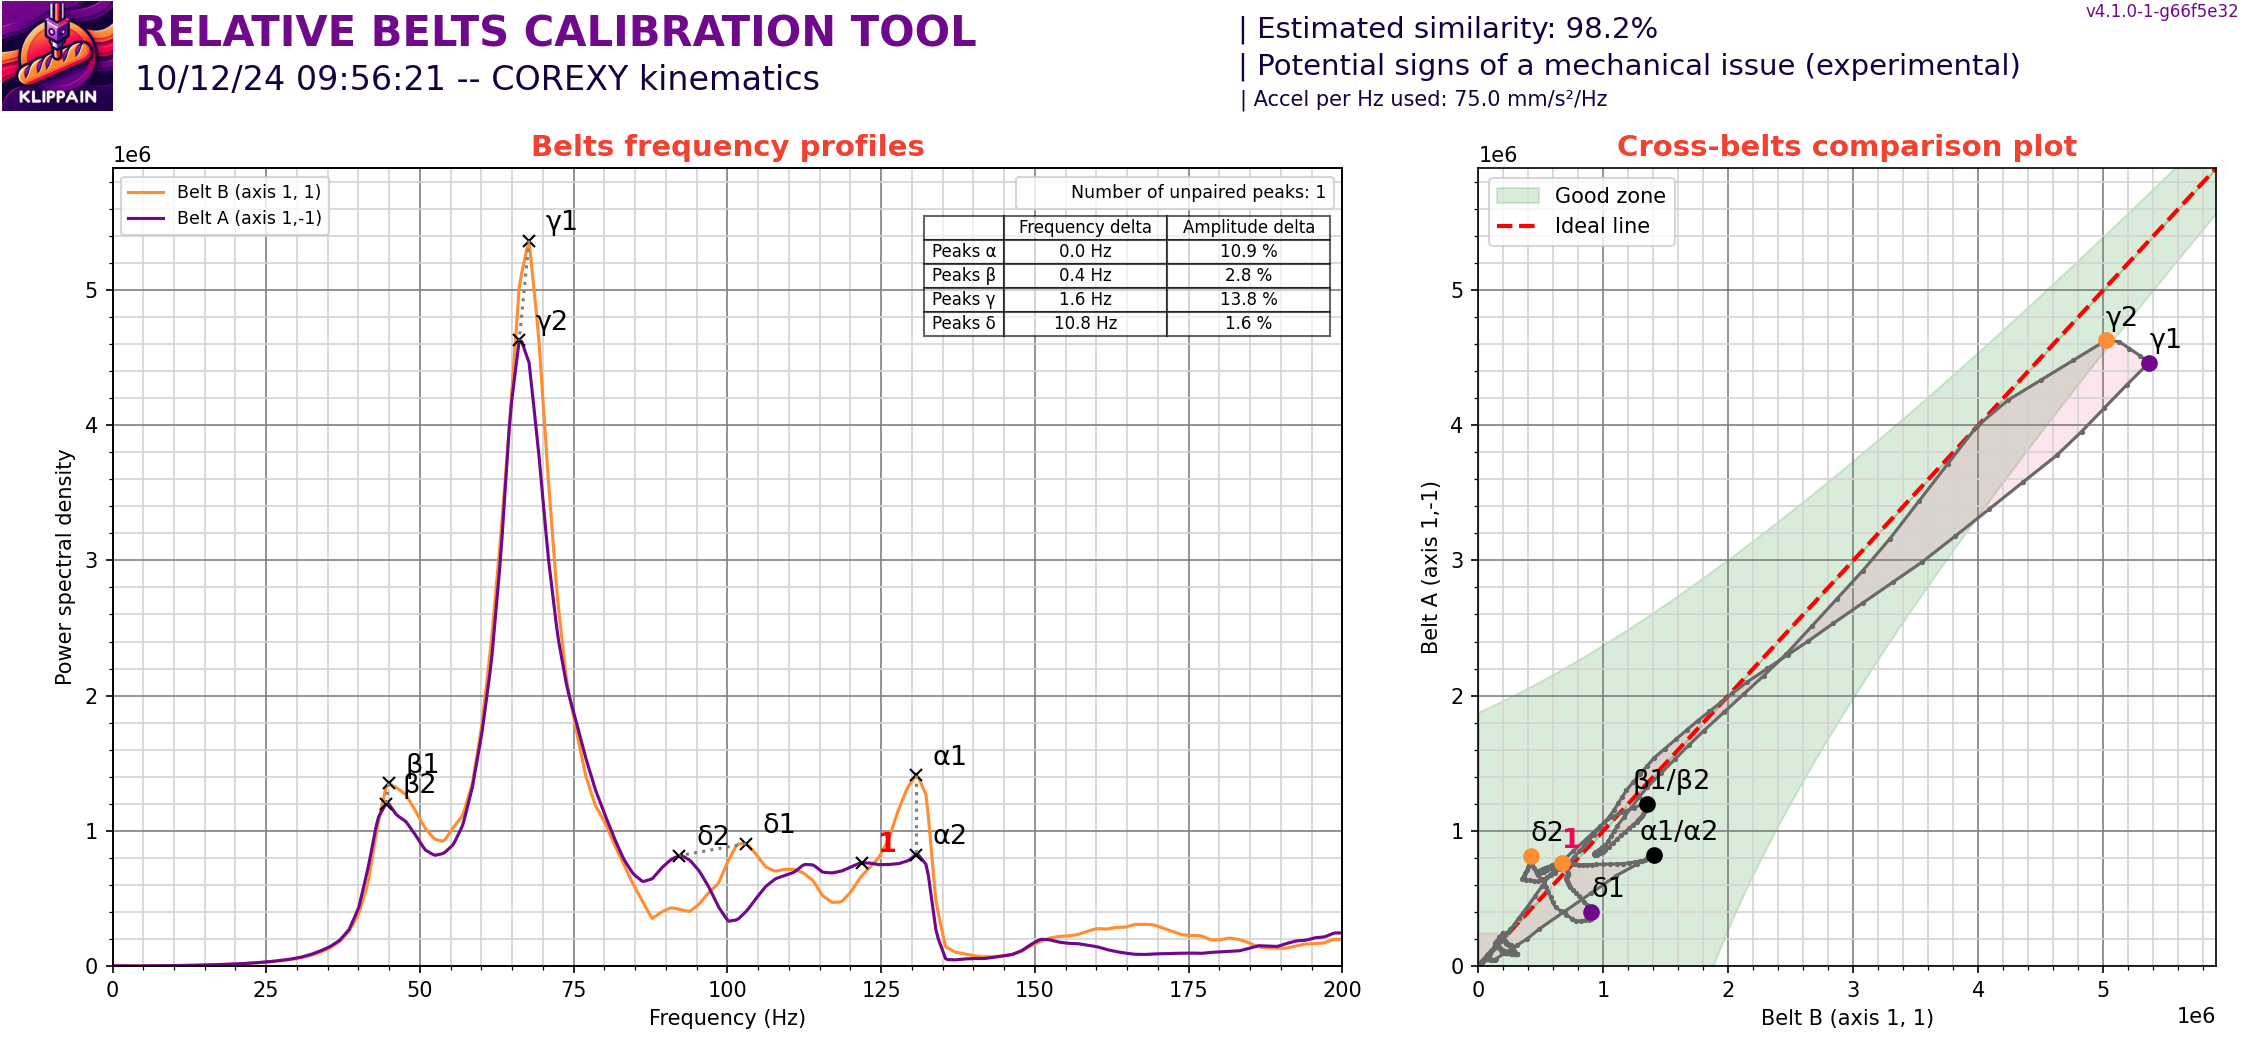 KLIPPAIN
RELATIVE BELTS CALIBRATION TOOL
10/12/24 09:56:21 -- COREXY kinematics
| Estimated similarity: 98.2%
| Potential signs of a mechanical issue (experimental)
| Accel per Hz used: 75.0 mm/s²/Hz
v4.1.0-1-g66f5e32
Belts frequency profiles
1e6
Belt B (axis 1, 1)
Belt A (axis 1,-1)
Number of unpaired peaks: 1
Frequency delta Amplitude delta
Peaks α 0.0 Hz 10.9 %
Peaks β 0.4 Hz 2.8 %
Peaks γ 1.6 Hz 13.8 %
Peaks δ 10.8 Hz 1.6 %
γ1
γ2
β1
β2
δ2
δ1
1
α1
α2
5
4
3
2
1
0
Power spectral density
0 25 50 75 100 125 150 175 200
Frequency (Hz)
Cross-belts comparison plot
1e6
Good zone
Ideal line
γ2
γ1
β1/β2
α1/α2
δ2
1
δ1
5
4
3
2
1
0
Belt A (axis 1,-1)
0 1 2 3 4 5
Belt B (axis 1, 1)
1e6